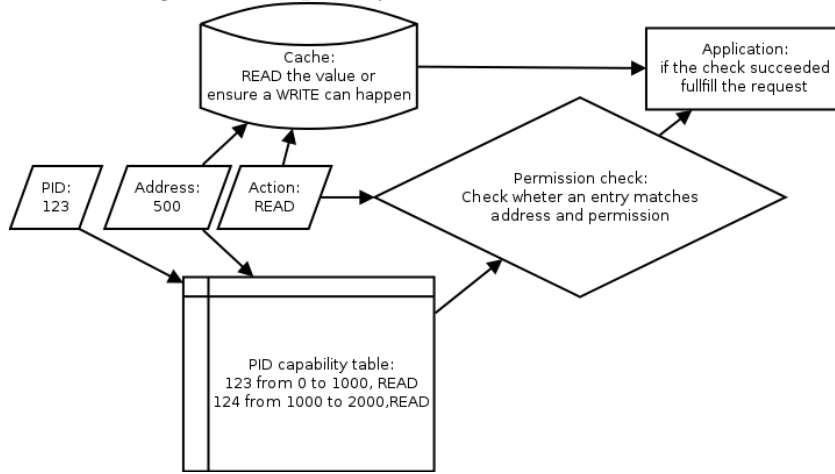 Cache:
READ the value or
ensure a WRITE can happen
Application:
if the check succeeded
fullfill the request
PID:
123
Address:
500
Action:
READ
Permission check:
Check wheter an entry matches
address and permission
PID capability table:
123 from 0 to 1000, READ
124 from 1000 to 2000,READ